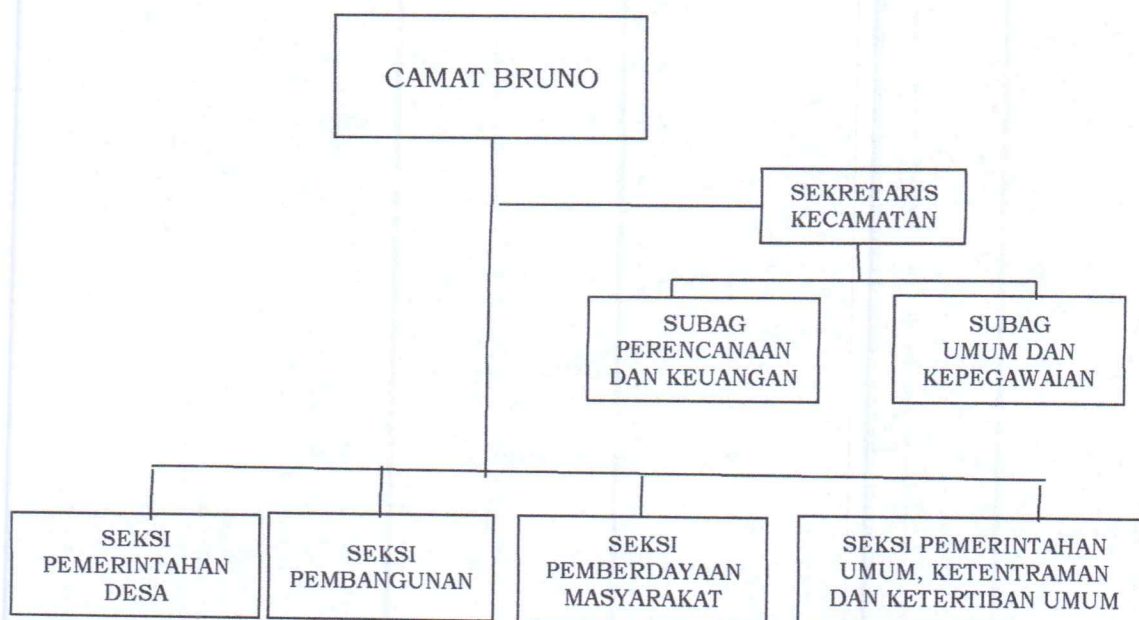 CAMAT BRUNO
SEKRETARIS
KECAMATAN
SUBAG
PERENCANAAN
DAN KEUANGAN
SUBAG
UMUM DAN
KEPEGAWAIAN
SEKSI
PEMERINTAHAN
DESA
SEKSI
PEMBANGUNAN
SEKSI
PEMBERDAYAAN
MASYARAKAT
SEKSI PEMERINTAHAN
UMUM, KETENTRAMAN
DAN KETERTIBAN UMUM